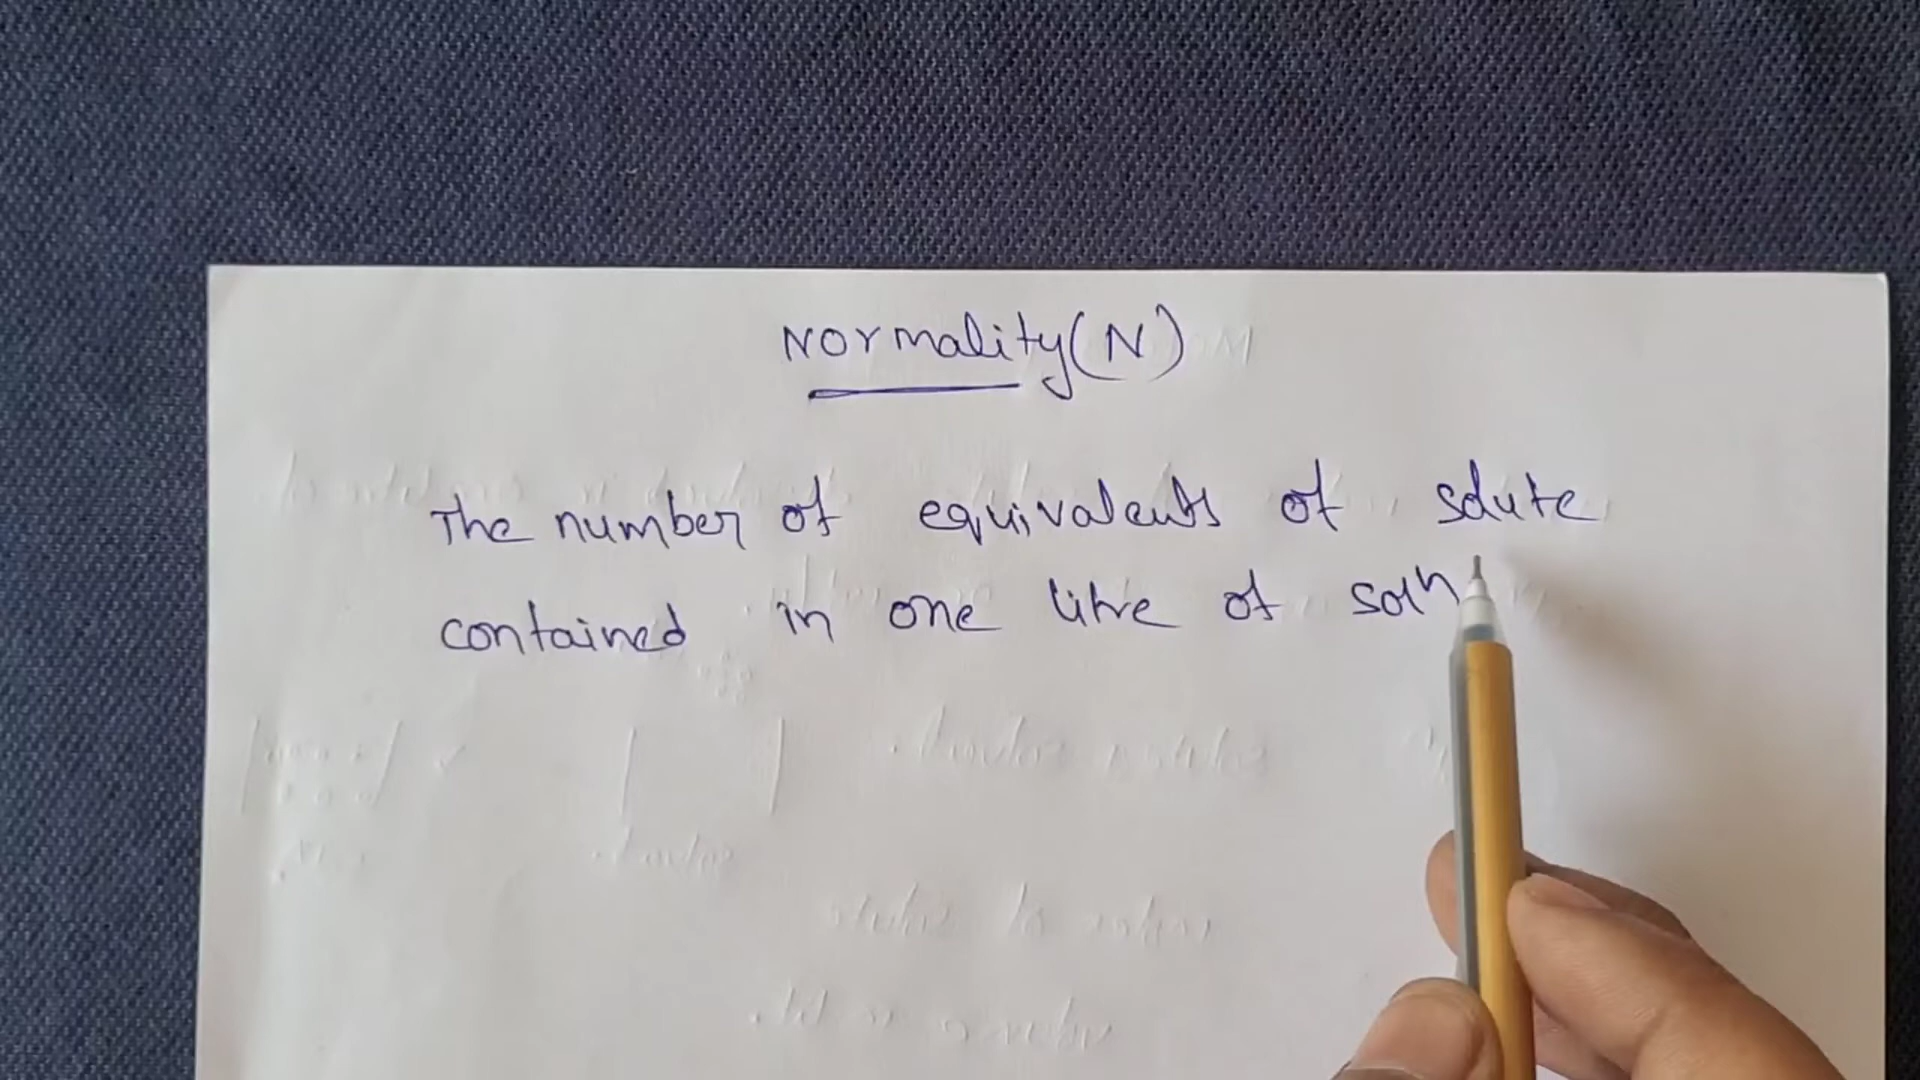 Normality (N)
The number of equivalents of solute
contained in one litre of soln